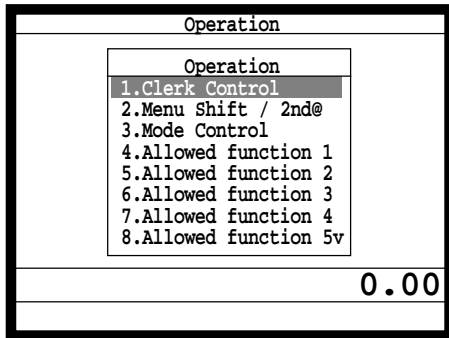 Operation
Operation
1.Clerk Control
2.Menu Shift / 2nd@
3.Mode Control
4.Allowed function 1
5.Allowed function 2
6.Allowed function 3
7.Allowed function 4
8.Allowed function 5v
0.00